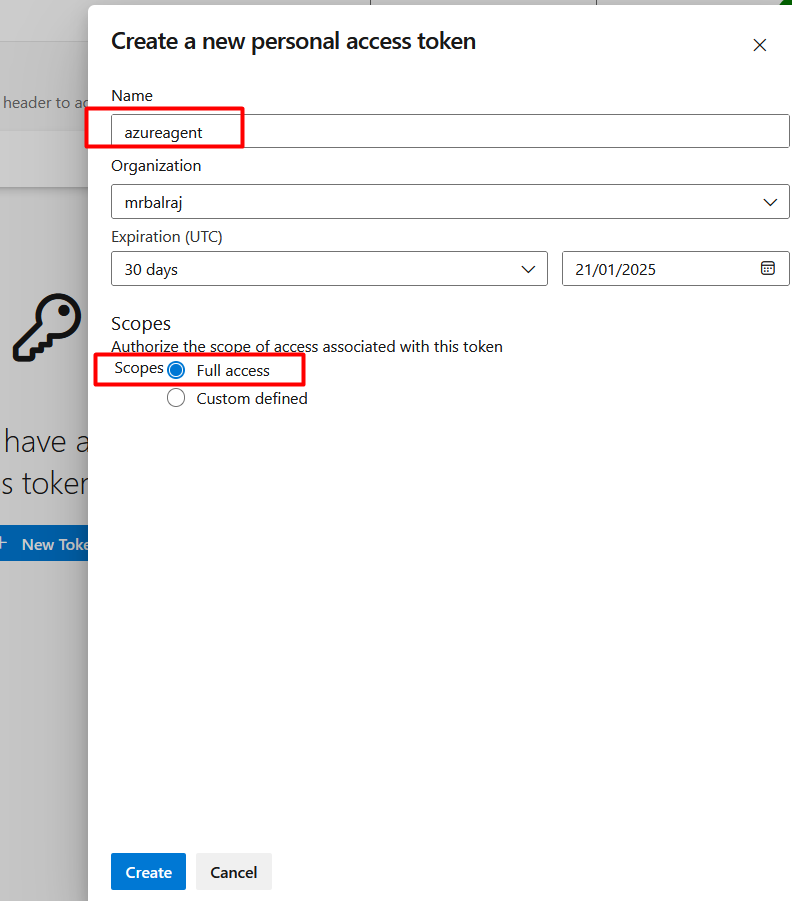 Create a new personal access token
header to ac
Name
azureagent
Organization
mrbalraj
Expiration (UTC)
30 days 21/01/2025
Scopes
Authorize the scope of access associated with this token
Scopes Full access
Custom defined
have a
s token
+ New Toke
Create Cancel